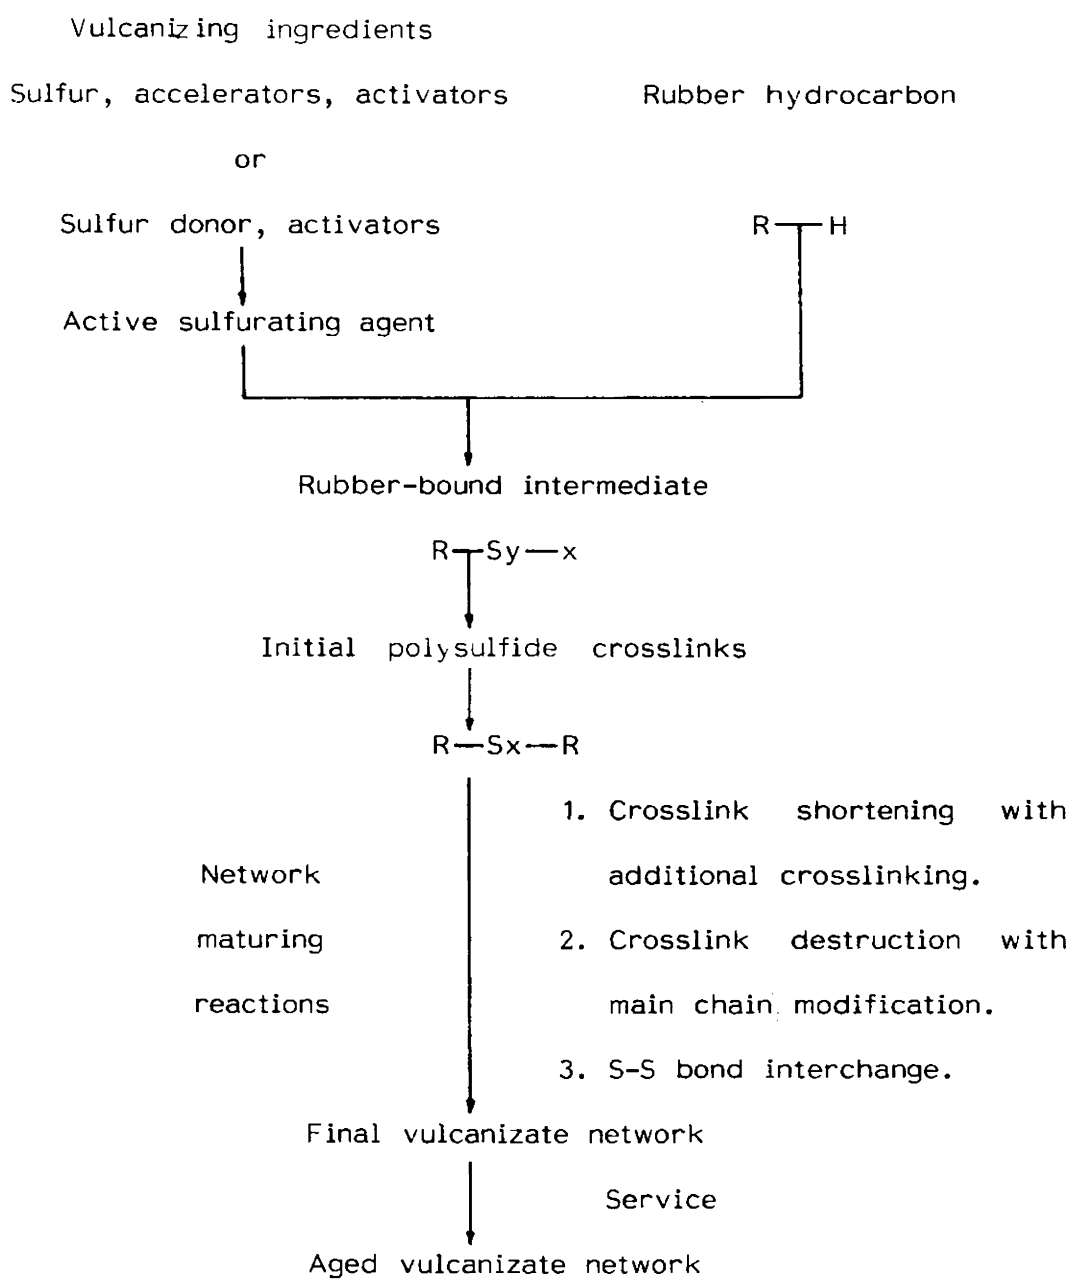 Vulcanizing ingredients
Sulfur, accelerators, activators
Rubber hydrocarbon
or
Sulfur donor, activators
R—H
Active sulfurating agent
Rubber-bound intermediate
R—Sy—x
Initial polysulfide crosslinks
R—Sx—R
Network
maturing
reactions
1. Crosslink shortening with
additional crosslinking.
2. Crosslink destruction with
main chain modification.
3. S-S bond interchange.
Final vulcanizate network
Service
Aged vulcanizate network